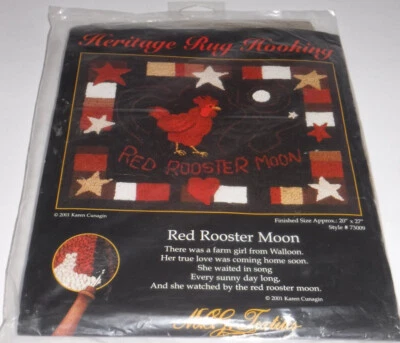 Heritage Rug Hooking
RED ROOSTER MOON
© 2001 Karen Cunagin
Finished Size Approx.: 20" x 27"
Style # 75009
Red Rooster Moon
There was a farm girl from Walloon.
Her true love was coming home soon.
She waited in song
Every sunny day long,
And she watched by the red rooster moon.
© 2001 Karen Cunagin
Textiles